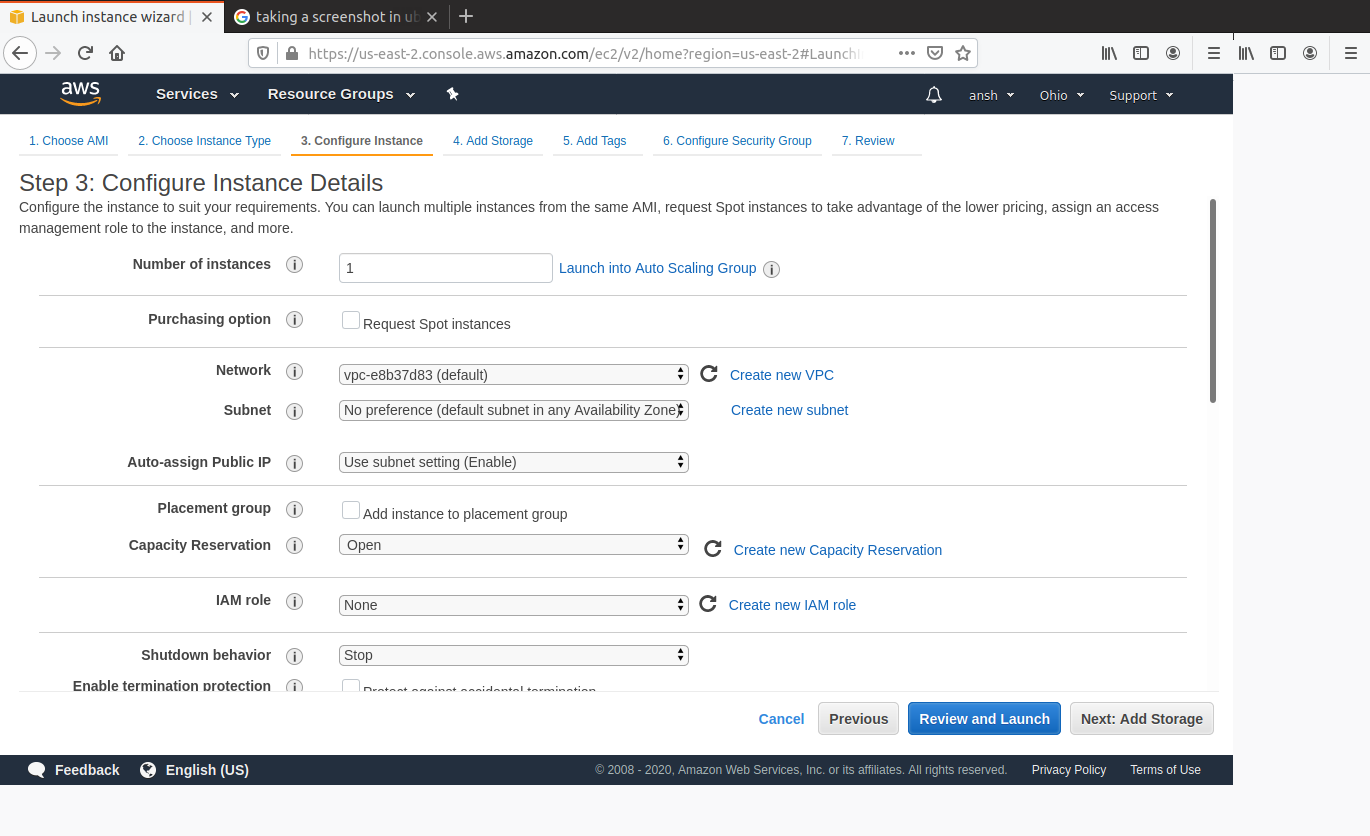 Launch instance wizard |
taking a screenshot in ub
https://us-east-2.console.aws.amazon.com/ec2/v2/home?region=us-east-2#Launch
aws Services Resource Groups ansh Ohio Support
1. Choose AMI 2. Choose Instance Type 3. Configure Instance 4. Add Storage 5. Add Tags 6. Configure Security Group 7. Review
Step 3: Configure Instance Details
Configure the instance to suit your requirements. You can launch multiple instances from the same AMI, request Spot instances to take advantage of the lower pricing, assign an access
management role to the instance, and more.
Number of instances i 1 Launch into Auto Scaling Group i
Purchasing option i Request Spot instances
Network i vpc-e8b37d83 (default) Create new VPC
Subnet i No preference (default subnet in any Availability Zone) Create new subnet
Auto-assign Public IP i Use subnet setting (Enable)
Placement group i Add instance to placement group
Capacity Reservation i Open Create new Capacity Reservation
IAM role i None Create new IAM role
Shutdown behavior i Stop
Enable termination protection i Protect against accidental termination
Cancel Previous Review and Launch Next: Add Storage
Feedback English (US) © 2008 - 2020, Amazon Web Services, Inc. or its affiliates. All rights reserved. Privacy Policy Terms of Use